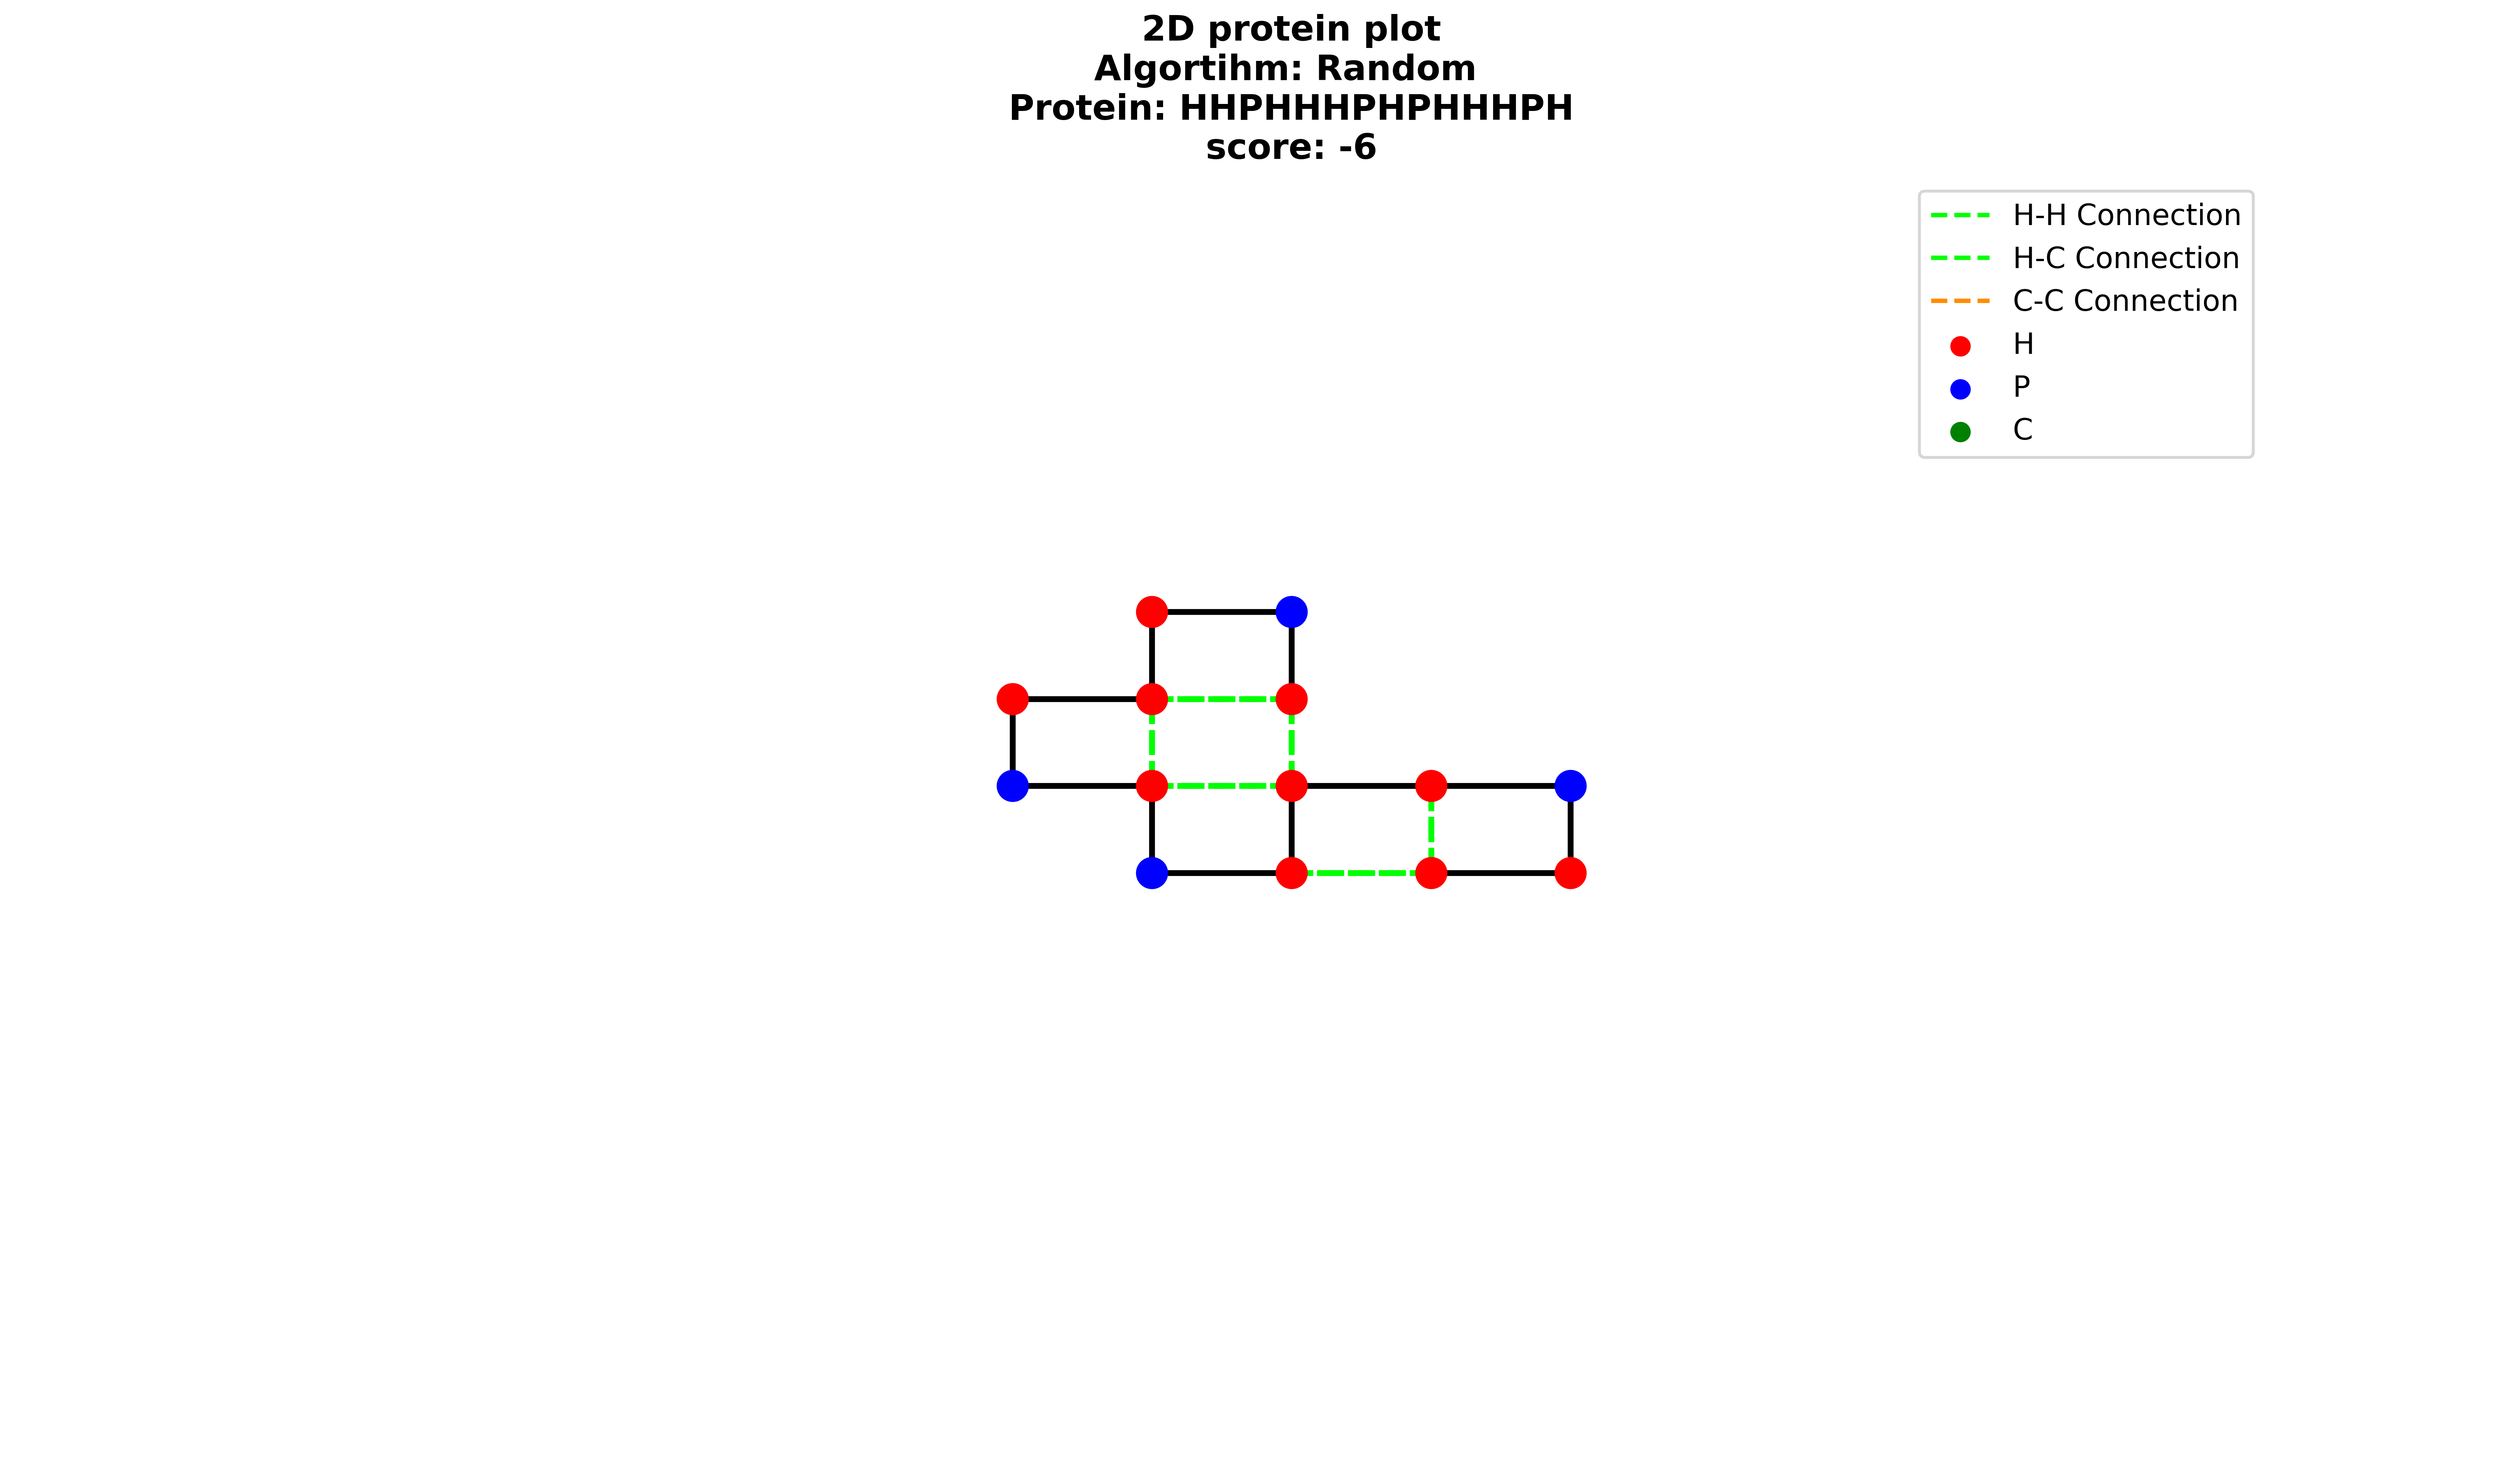 2D protein plot
Algortihm: Random
Protein: HHPHHHPHPHHHPH
score: -6
H-H Connection
H-C Connection
C-C Connection
H
P
C